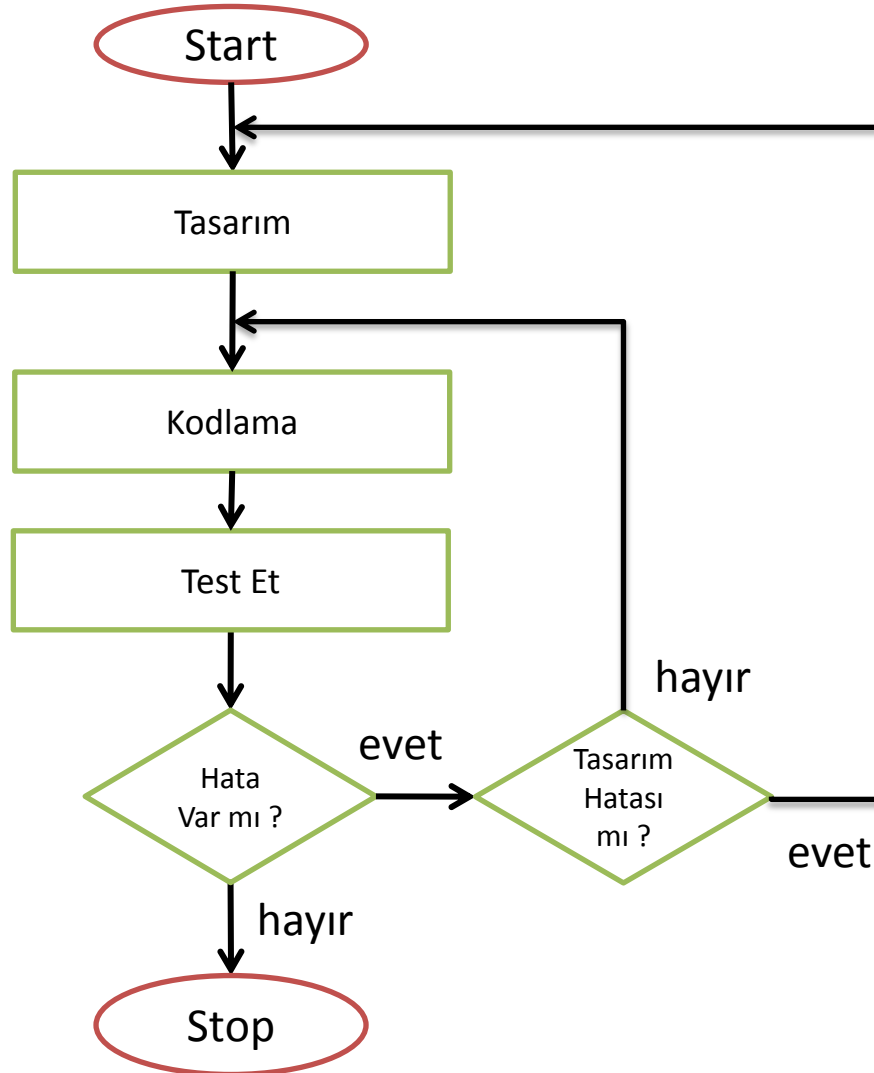 Start
Tasarım
Kodlama
Test Et
hayır
evet
Hata
Var mı ?
Tasarım
Hatası
mı ?
evet
hayır
Stop